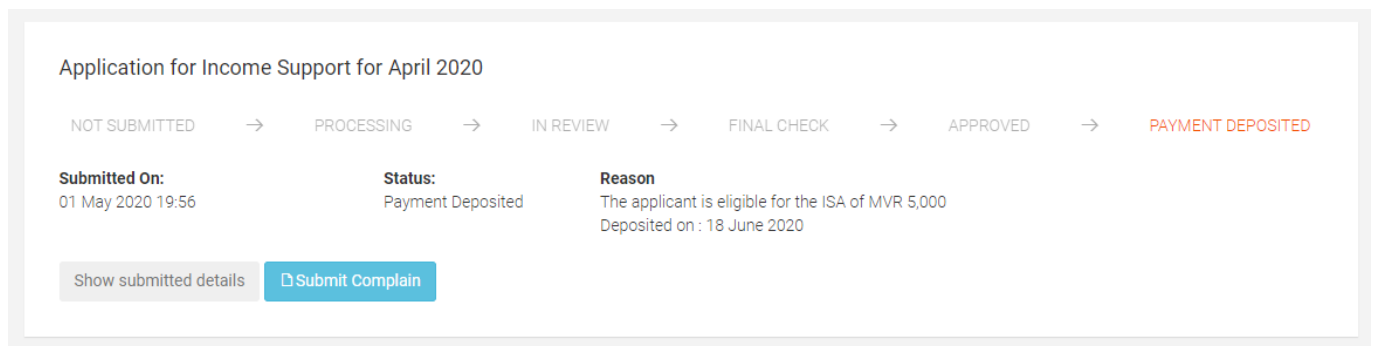 Application for Income Support for April 2020
NOT SUBMITTED → PROCESSING → IN REVIEW → FINAL CHECK → APPROVED → PAYMENT DEPOSITED
Submitted On: Status: Reason
01 May 2020 19:56 Payment Deposited The applicant is eligible for the ISA of MVR 5,000
Deposited on : 18 June 2020
Show submitted details Submit Complain